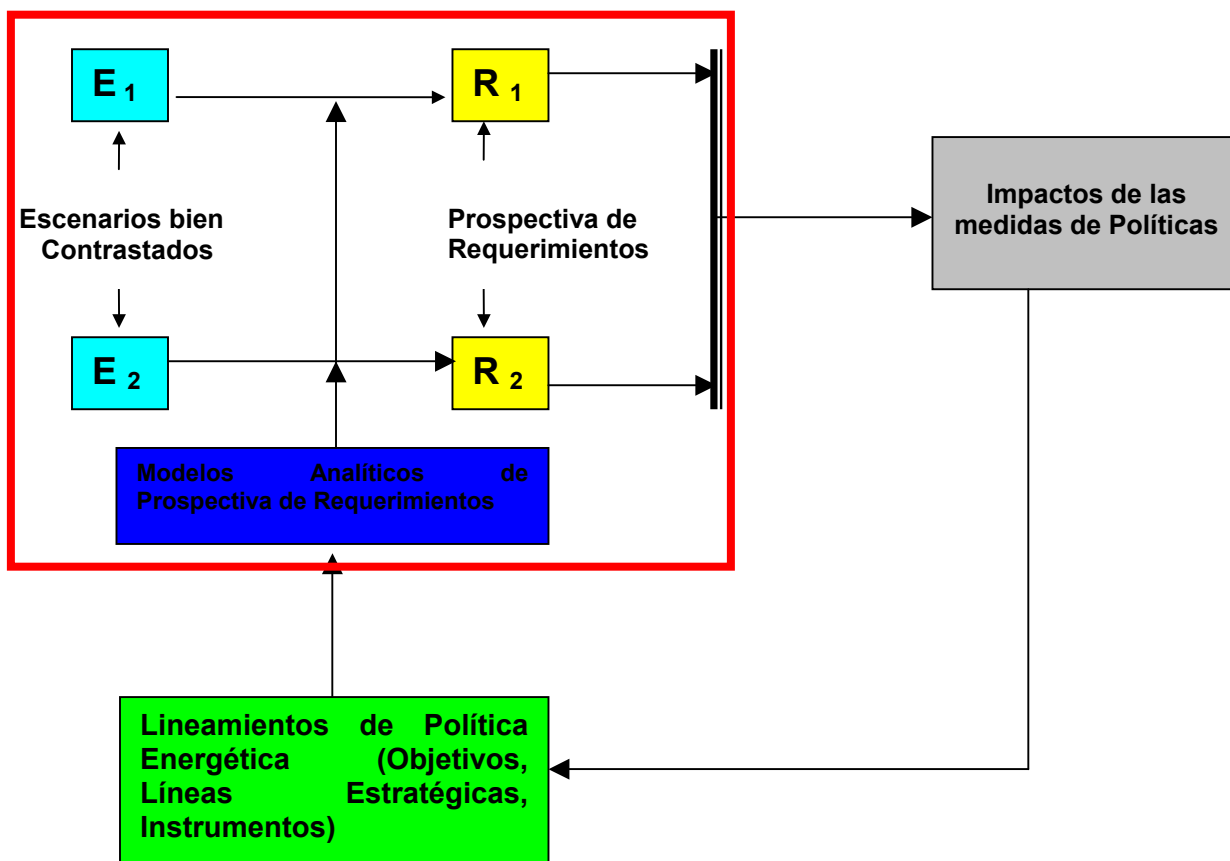 E 1
R 1
Escenarios bien
Contrastados
Prospectiva de
Requerimientos
Impactos de las
medidas de Políticas
E 2
R 2
Modelos Analíticos de
Prospectiva de Requerimientos
Lineamientos de Política
Energética (Objetivos,
Líneas Estratégicas,
Instrumentos)